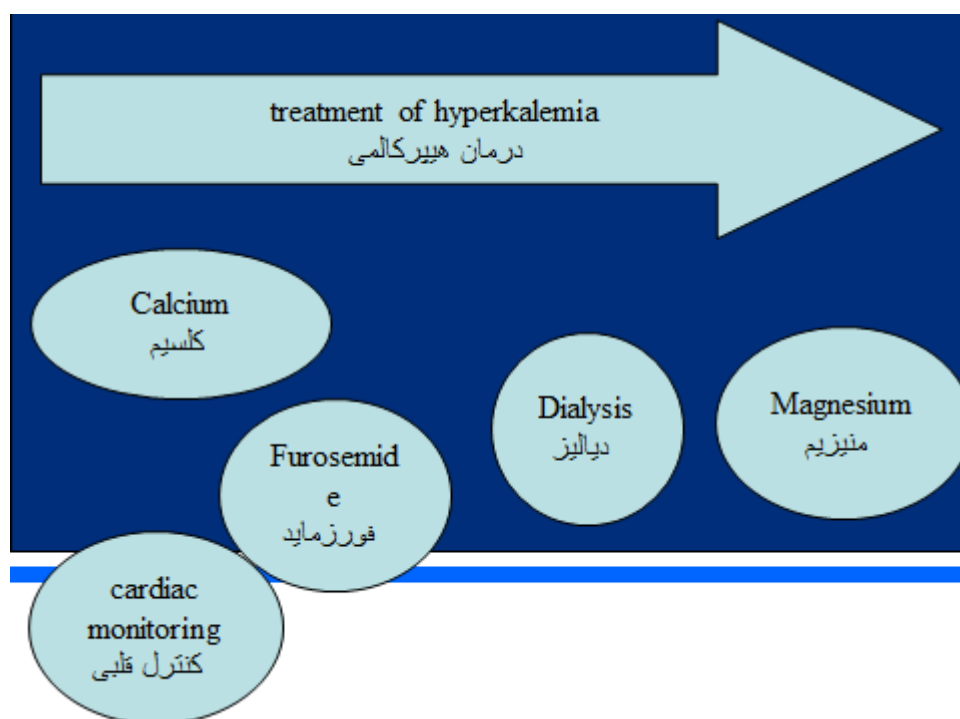 treatment of hyperkalemia
درمان هیپرکالمی
Calcium
کلسیم
Furosemid
e
فورزماید
Dialysis
دیالیز
Magnesium
منیزیم
cardiac
monitoring
کنترل قلبی